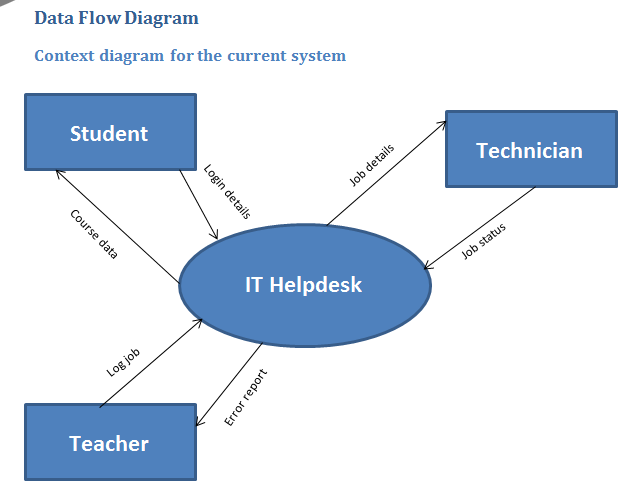 Data Flow Diagram
Context diagram for the current system
Student
Technician
Login details
Job details
Course data
Job status
IT Helpdesk
Log job
Error report
Teacher